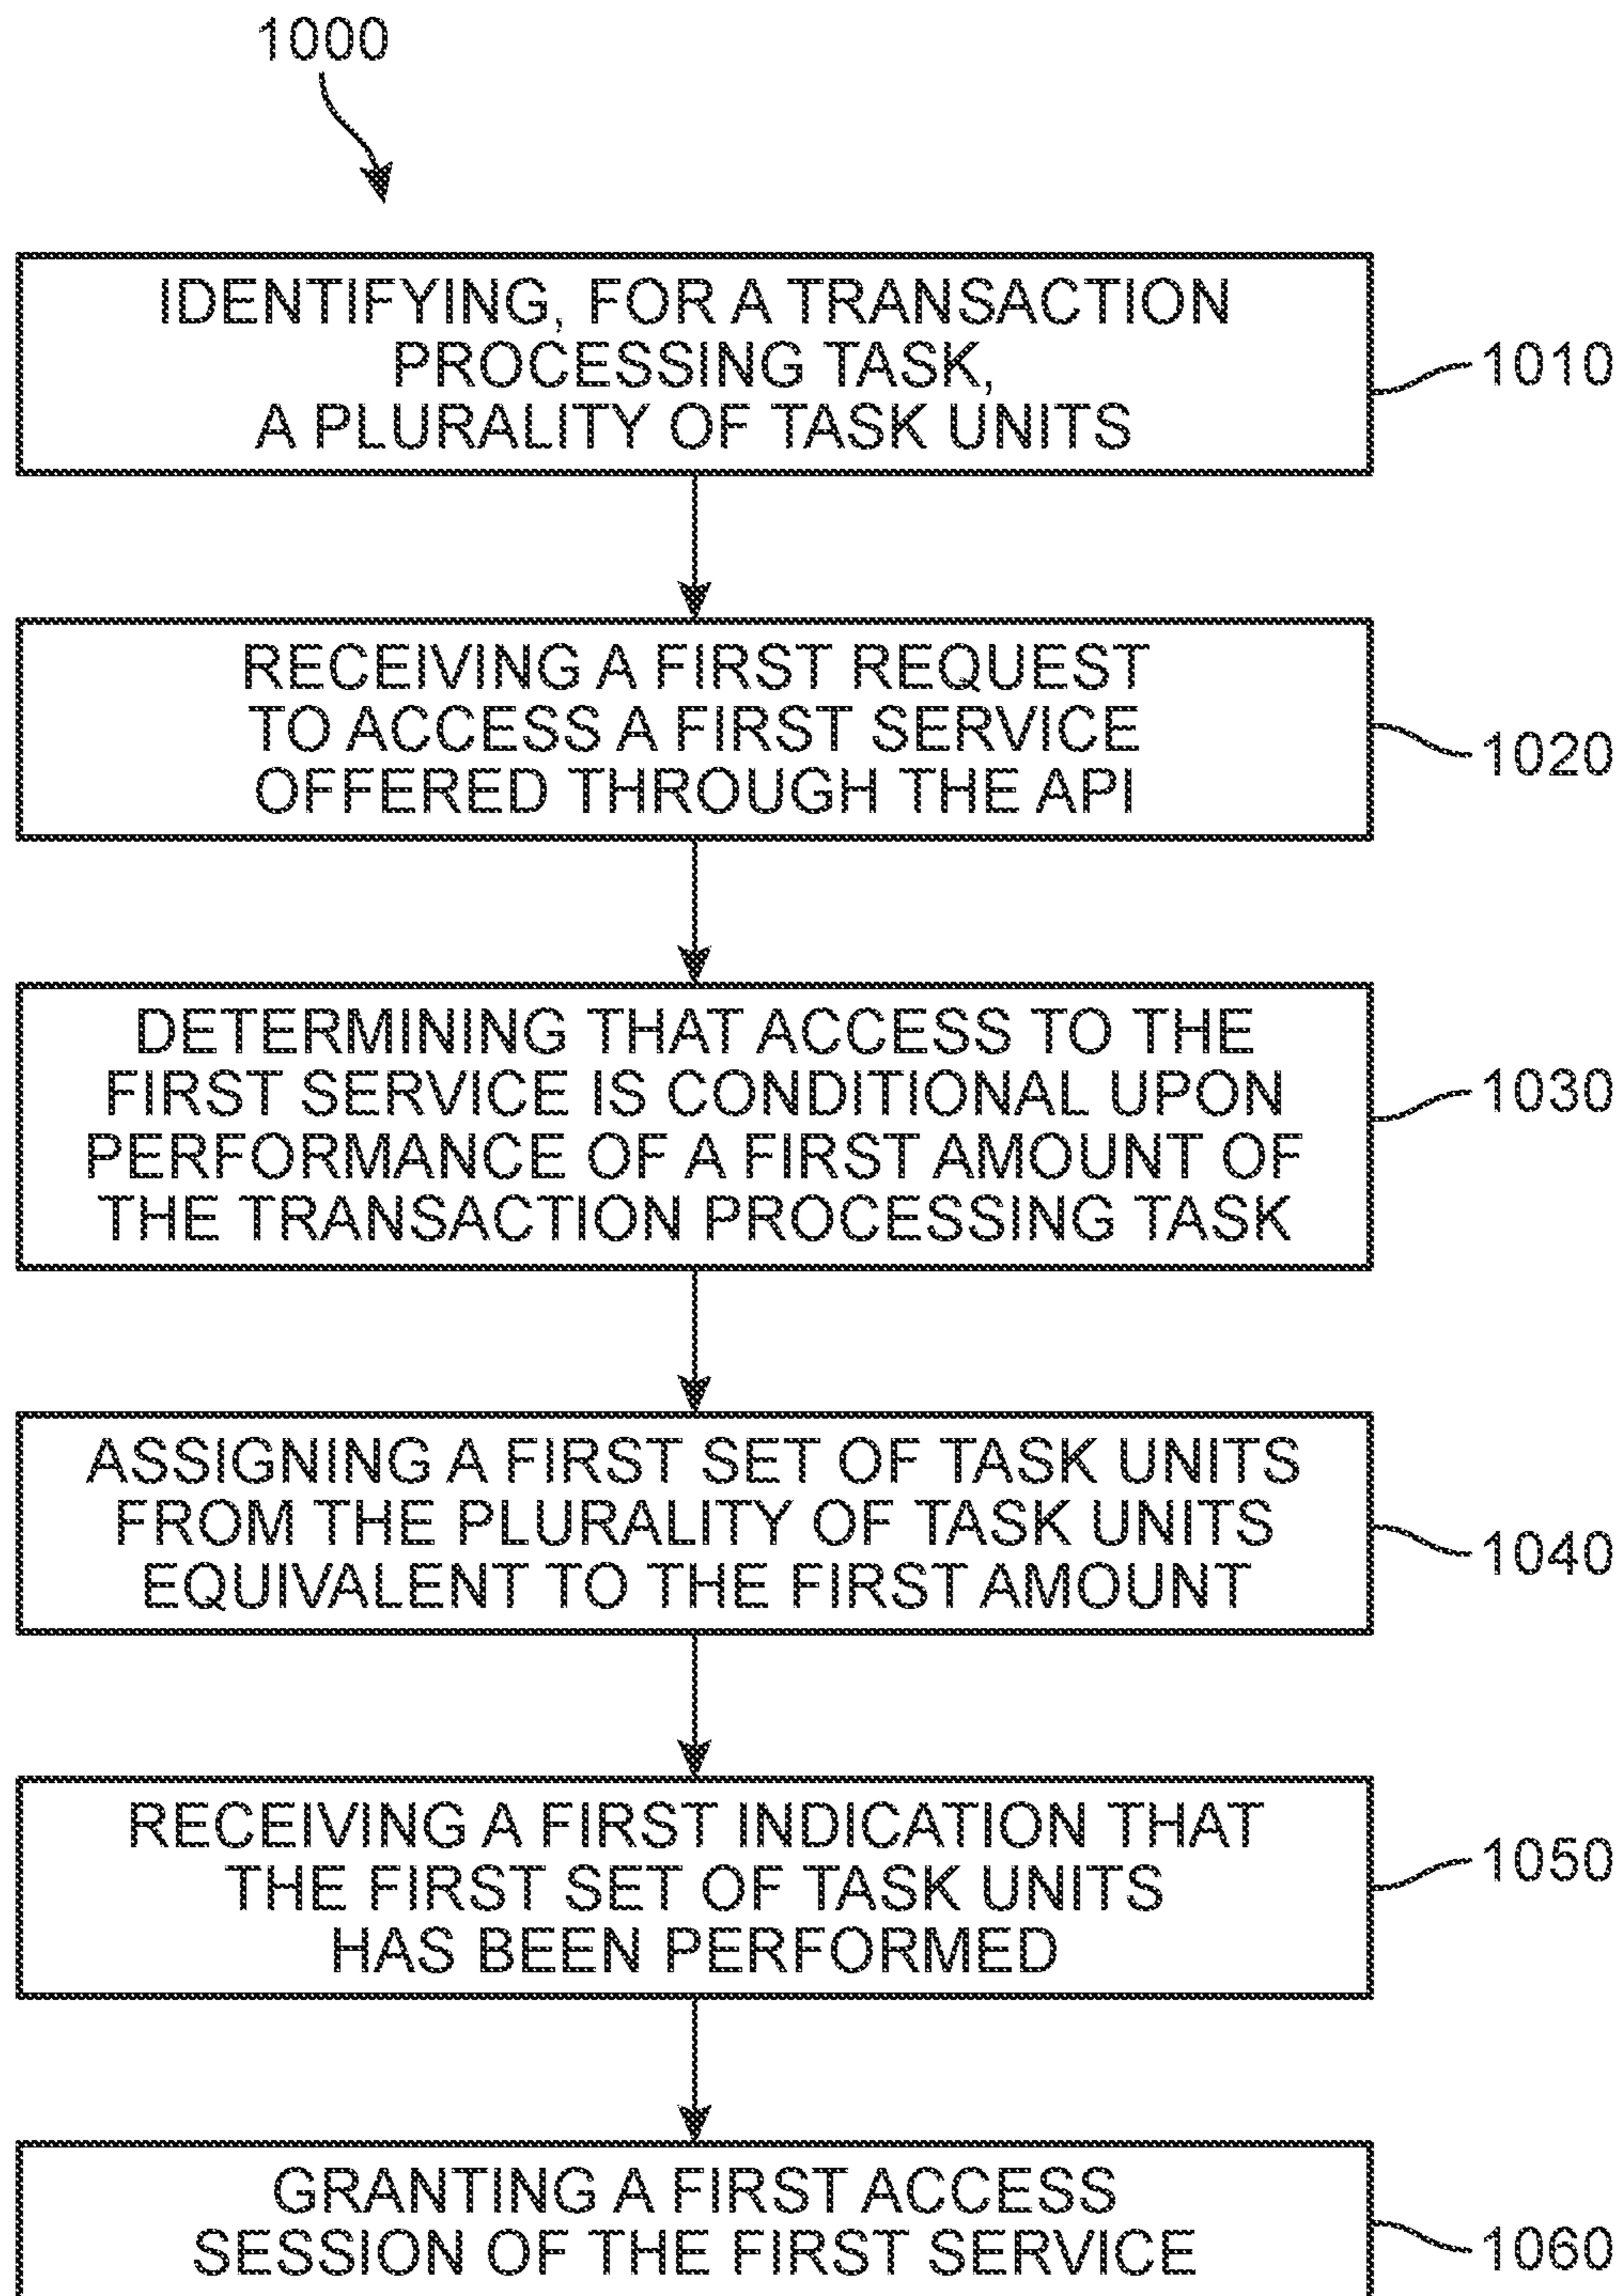 1000
IDENTIFYING, FOR A TRANSACTION
PROCESSING TASK,
A PLURALITY OF TASK UNITS
1010
RECEIVING A FIRST REQUEST
TO ACCESS A FIRST SERVICE
OFFERED THROUGH THE API
1020
DETERMINING THAT ACCESS TO THE
FIRST SERVICE IS CONDITIONAL UPON
PERFORMANCE OF A FIRST AMOUNT OF
THE TRANSACTION PROCESSING TASK
1030
ASSIGNING A FIRST SET OF TASK UNITS
FROM THE PLURALITY OF TASK UNITS
EQUIVALENT TO THE FIRST AMOUNT
1040
RECEIVING A FIRST INDICATION THAT
THE FIRST SET OF TASK UNITS
HAS BEEN PERFORMED
1050
GRANTING A FIRST ACCESS
SESSION OF THE FIRST SERVICE
1060